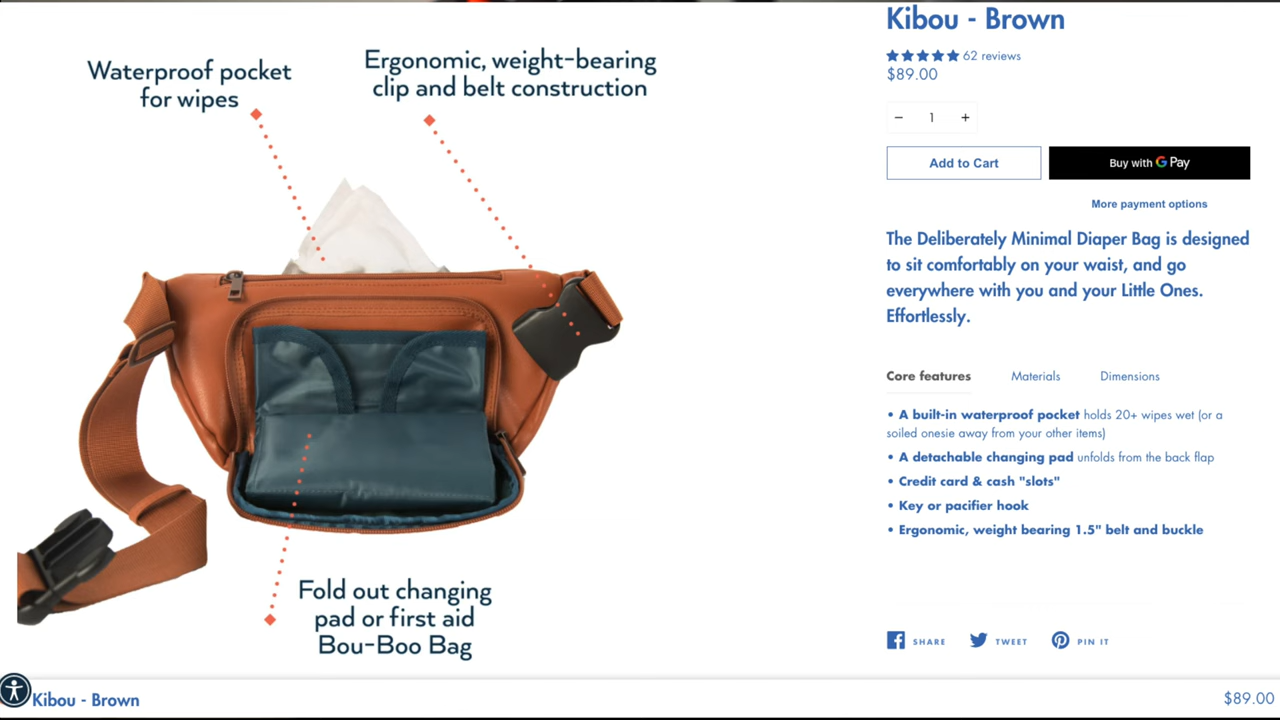 Waterproof pocket
for wipes
Ergonomic, weight-bearing
clip and belt construction
Fold out changing
pad or first aid
Bou-Boo Bag
Kibou - Brown
62 reviews
$89.00
− 1 +
Add to Cart
Buy with G Pay
More payment options
The Deliberately Minimal Diaper Bag is designed
to sit comfortably on your waist, and go
everywhere with you and your Little Ones.
Effortlessly.
Core features Materials Dimensions
• A built-in waterproof pocket holds 20+ wipes wet (or a
soiled onesie away from your other items)
• A detachable changing pad unfolds from the back flap
• Credit card & cash "slots"
• Key or pacifier hook
• Ergonomic, weight bearing 1.5" belt and buckle
SHARE TWEET PIN IT
Kibou - Brown $89.00